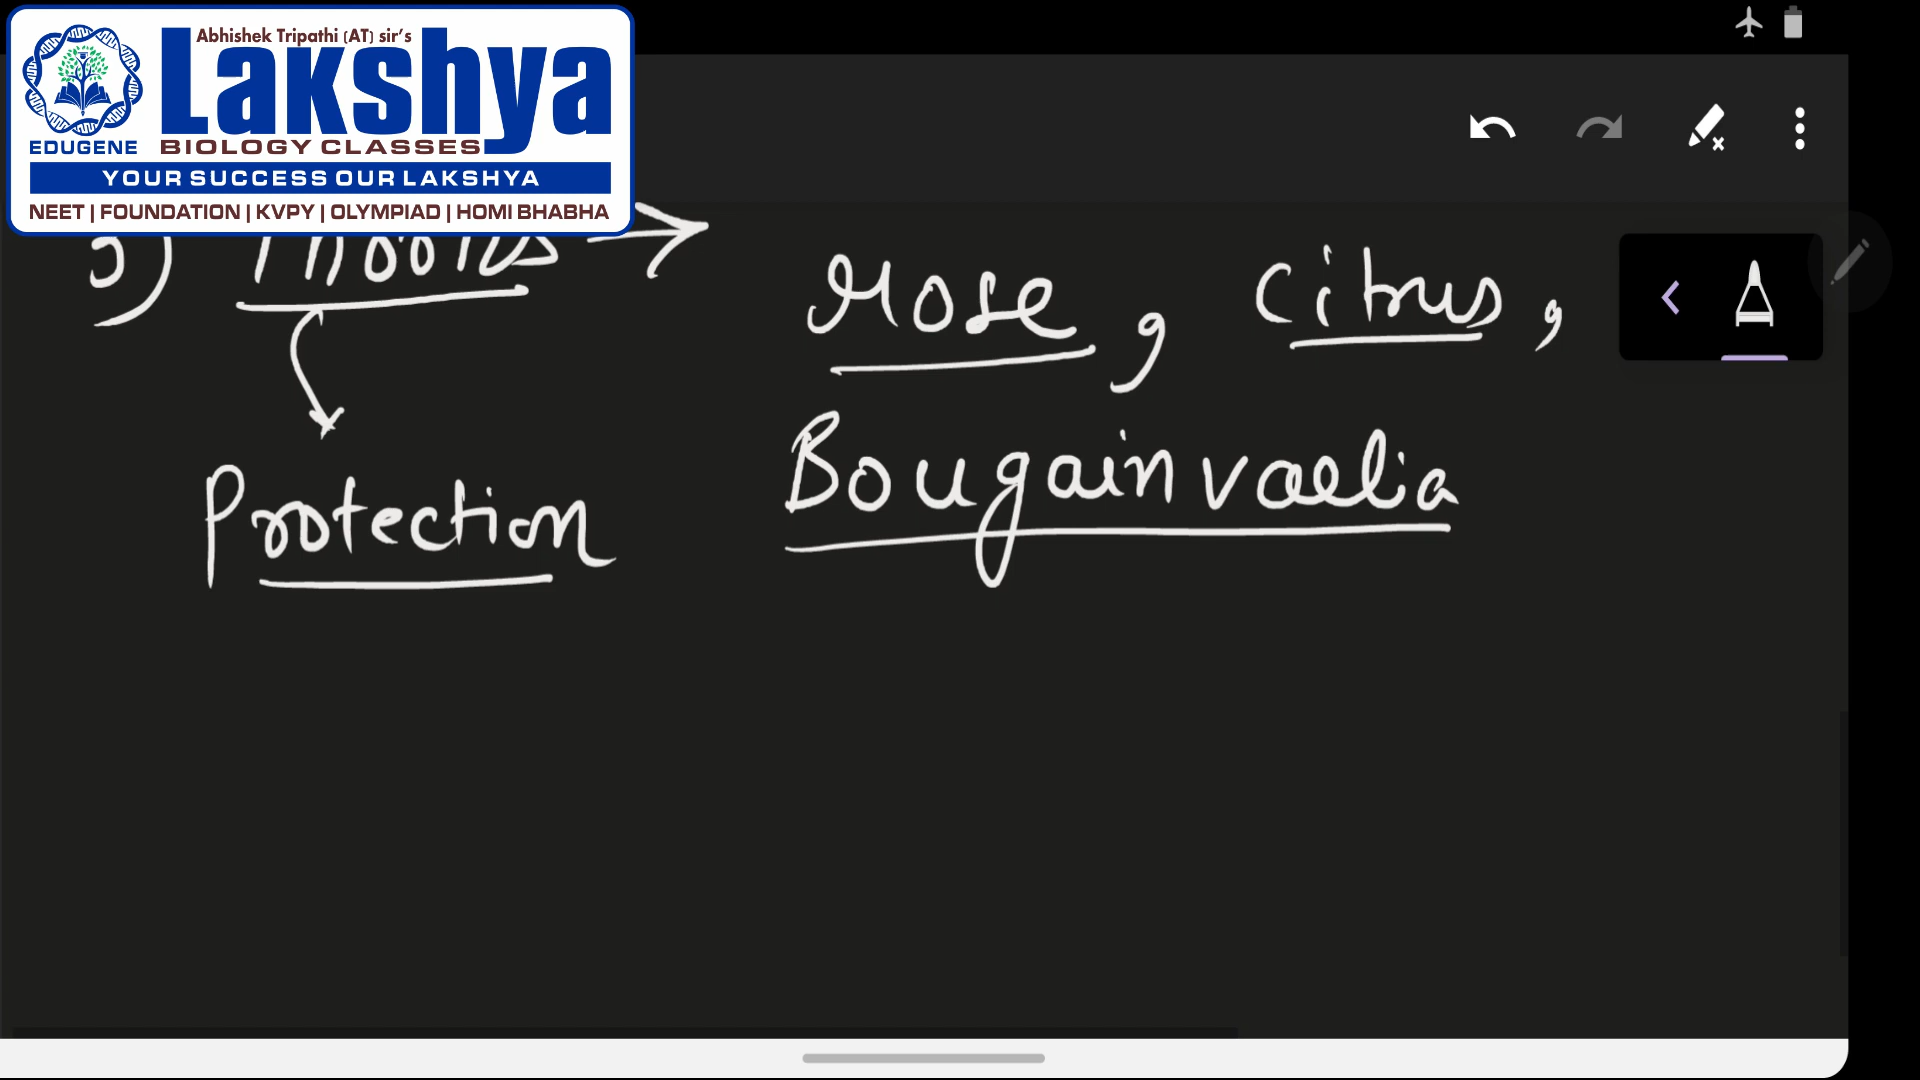 Abhishek Tripathi (AT) sir's
Lakshya
EDUGENE
BIOLOGY CLASSES
YOUR SUCCESS OUR LAKSHYA
NEET | FOUNDATION | KVPY | OLYMPIAD | HOMI BHABHA
Rose, Citrus,
Bougainvaelia
Protection